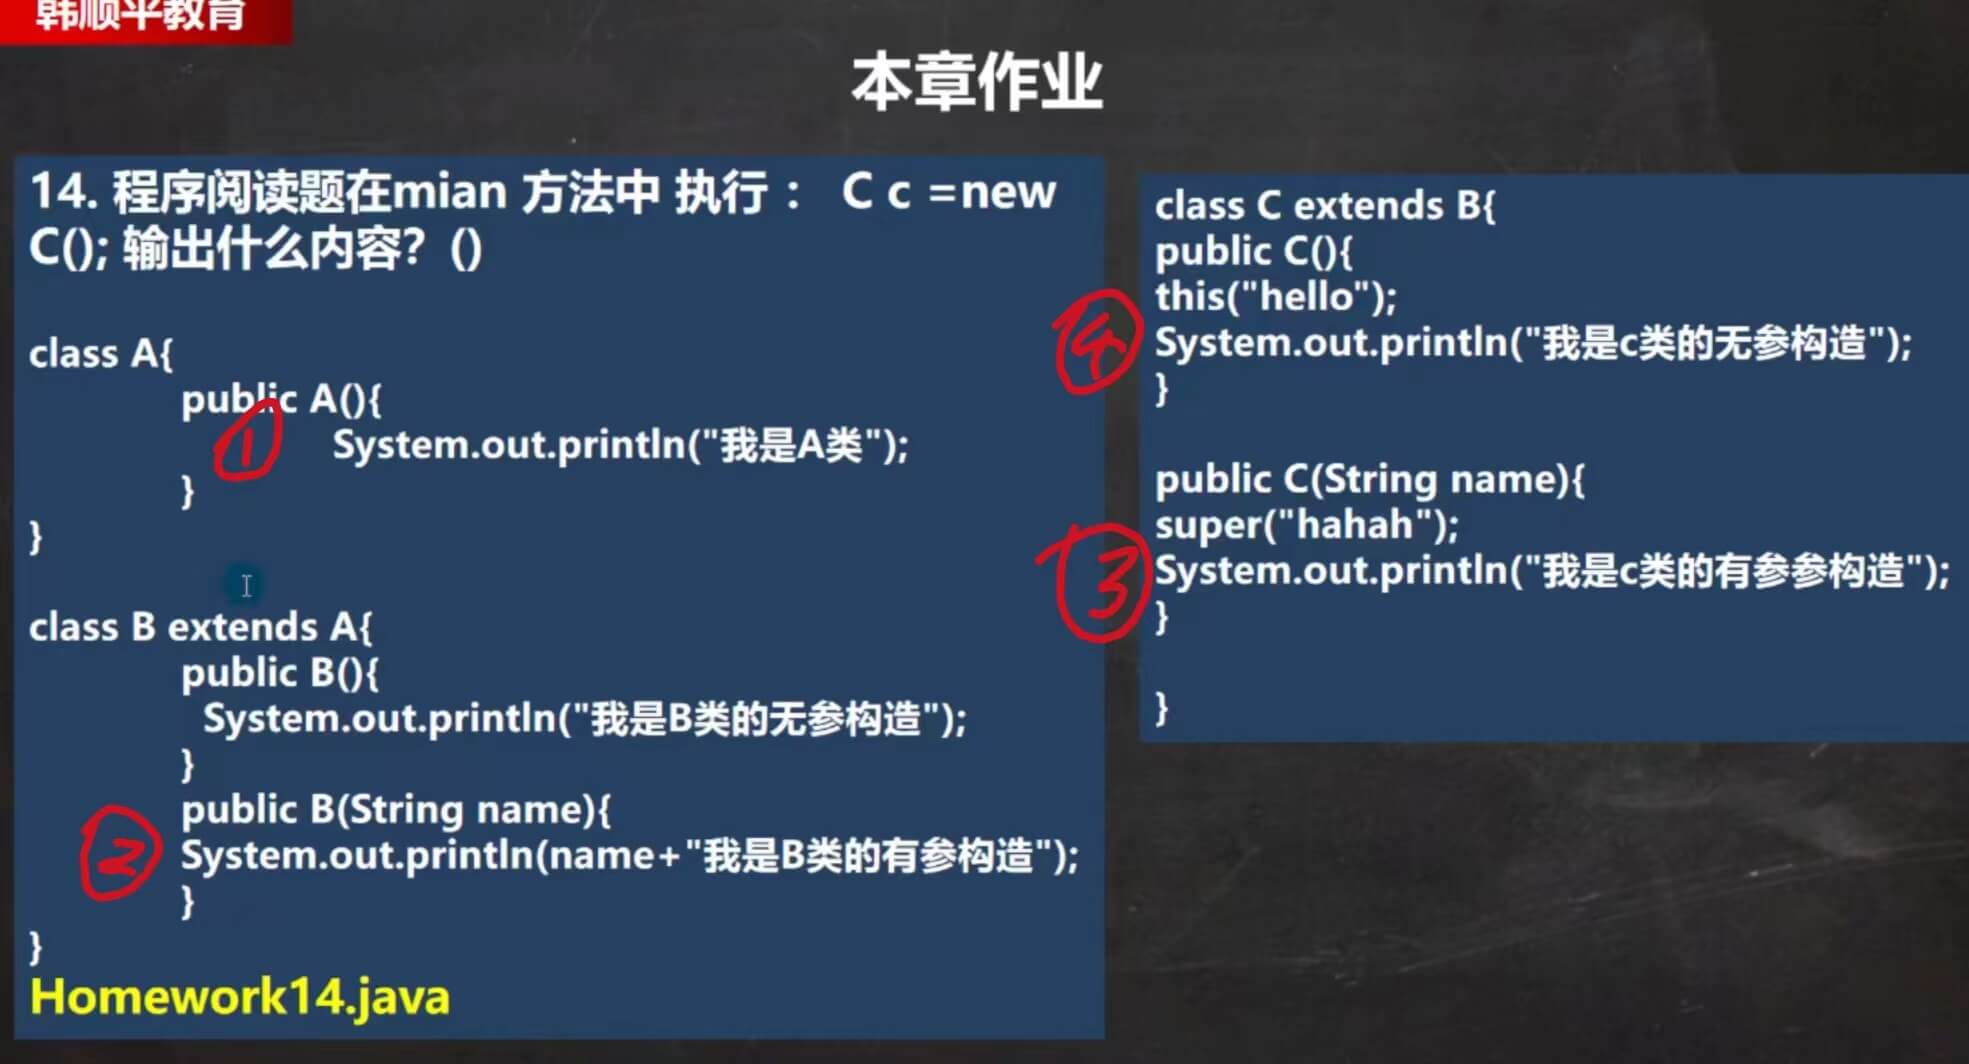 韩顺平教育
本章作业
14. 程序阅读题在mian 方法中 执行： C c =new
C(); 输出什么内容? ()
class A{
public A(){
①
System.out.println("我是A类");
}
}
class B extends A{
public B(){
System.out.println("我是B类的无参构造");
}
public B(String name){
②
System.out.println(name+"我是B类的有参构造");
}
}
Homework14.java
class C extends B{
public C(){
this("hello");
④
System.out.println("我是c类的无参构造");
}
public C(String name){
super("hahah");
③
System.out.println("我是c类的有参参构造");
}
}